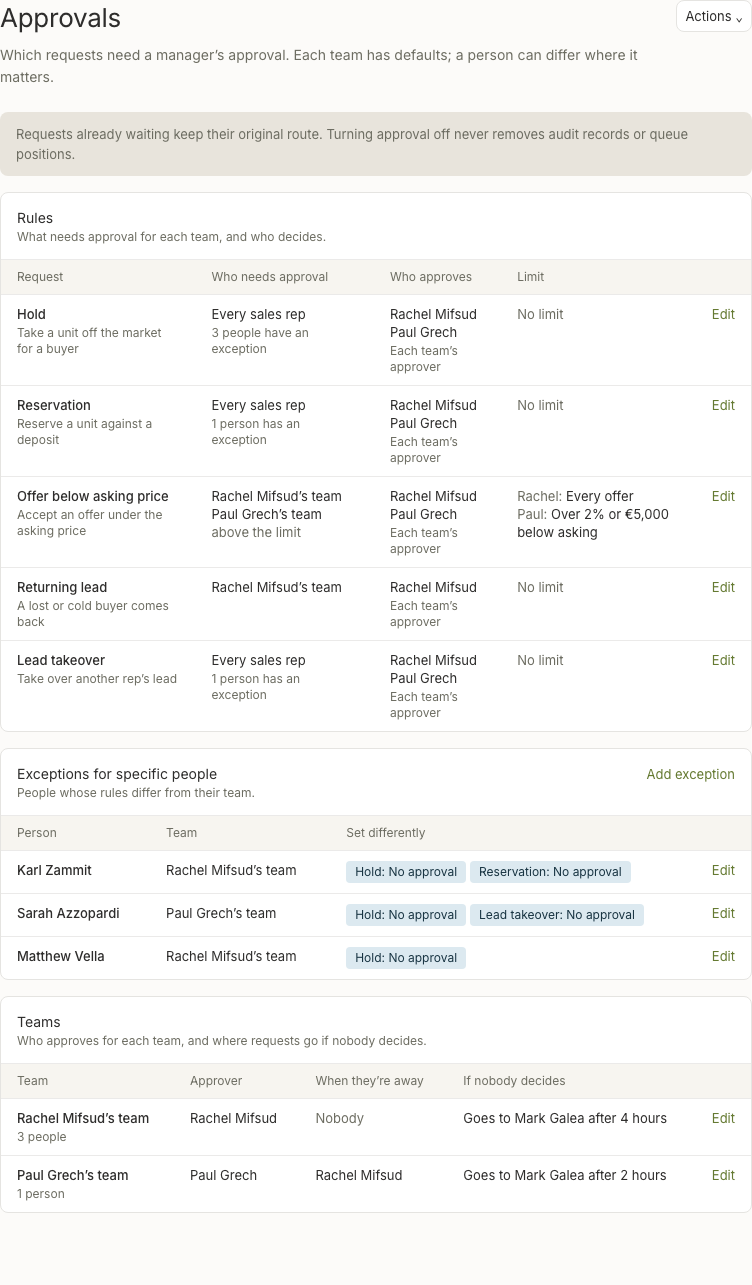 Approvals
Actions
Which requests need a manager’s approval. Each team has defaults; a person can differ where it
matters.
Requests already waiting keep their original route. Turning approval off never removes audit records or queue
positions.
Rules
What needs approval for each team, and who decides.
Request Who needs approval Who approves Limit
Hold
Take a unit off the market
for a buyer
Every sales rep
3 people have an
exception
Rachel Mifsud
Paul Grech
Each team’s
approver
No limit
Edit
Reservation
Reserve a unit against a
deposit
Every sales rep
1 person has an
exception
Rachel Mifsud
Paul Grech
Each team’s
approver
No limit
Edit
Offer below asking price
Accept an offer under the
asking price
Rachel Mifsud’s team
Paul Grech’s team
above the limit
Rachel Mifsud
Paul Grech
Each team’s
approver
Rachel: Every offer
Paul: Over 2% or €5,000
below asking
Edit
Returning lead
A lost or cold buyer comes
back
Rachel Mifsud’s team
Rachel Mifsud
Each team’s
approver
No limit
Edit
Lead takeover
Take over another rep’s lead
Every sales rep
1 person has an
exception
Rachel Mifsud
Paul Grech
Each team’s
approver
No limit
Edit
Exceptions for specific people
Add exception
People whose rules differ from their team.
Person Team Set differently
Karl Zammit Rachel Mifsud’s team Hold: No approval Reservation: No approval Edit
Sarah Azzopardi Paul Grech’s team Hold: No approval Lead takeover: No approval Edit
Matthew Vella Rachel Mifsud’s team Hold: No approval Edit
Teams
Who approves for each team, and where requests go if nobody decides.
Team Approver When they’re away If nobody decides
Rachel Mifsud’s team Rachel Mifsud Nobody Goes to Mark Galea after 4 hours Edit
3 people
Paul Grech’s team Paul Grech Rachel Mifsud Goes to Mark Galea after 2 hours Edit
1 person